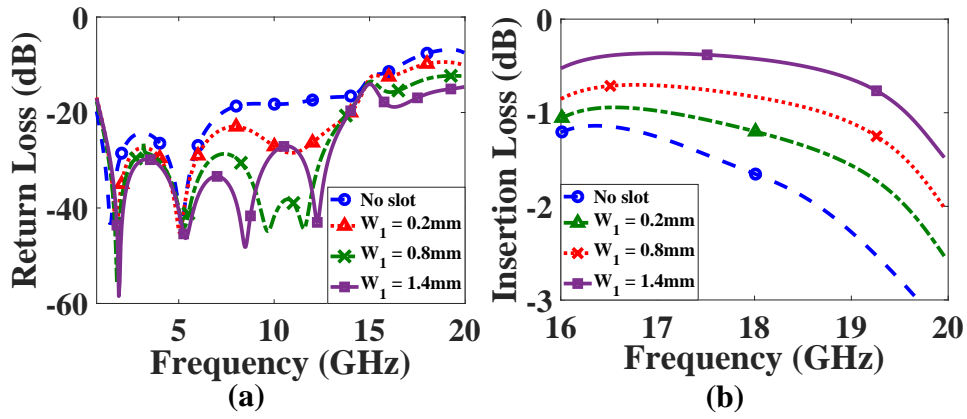 0
-20
-40
-60
Return Loss (dB)
5
10
15
20
Frequency (GHz)
No slot
W1 = 0.2mm
W1 = 0.8mm
W1 = 1.4mm
(a)
0
-1
-2
-3
Insertion Loss (dB)
16
17
18
19
20
Frequency (GHz)
No slot
W1 = 0.2mm
W1 = 0.8mm
W1 = 1.4mm
(b)